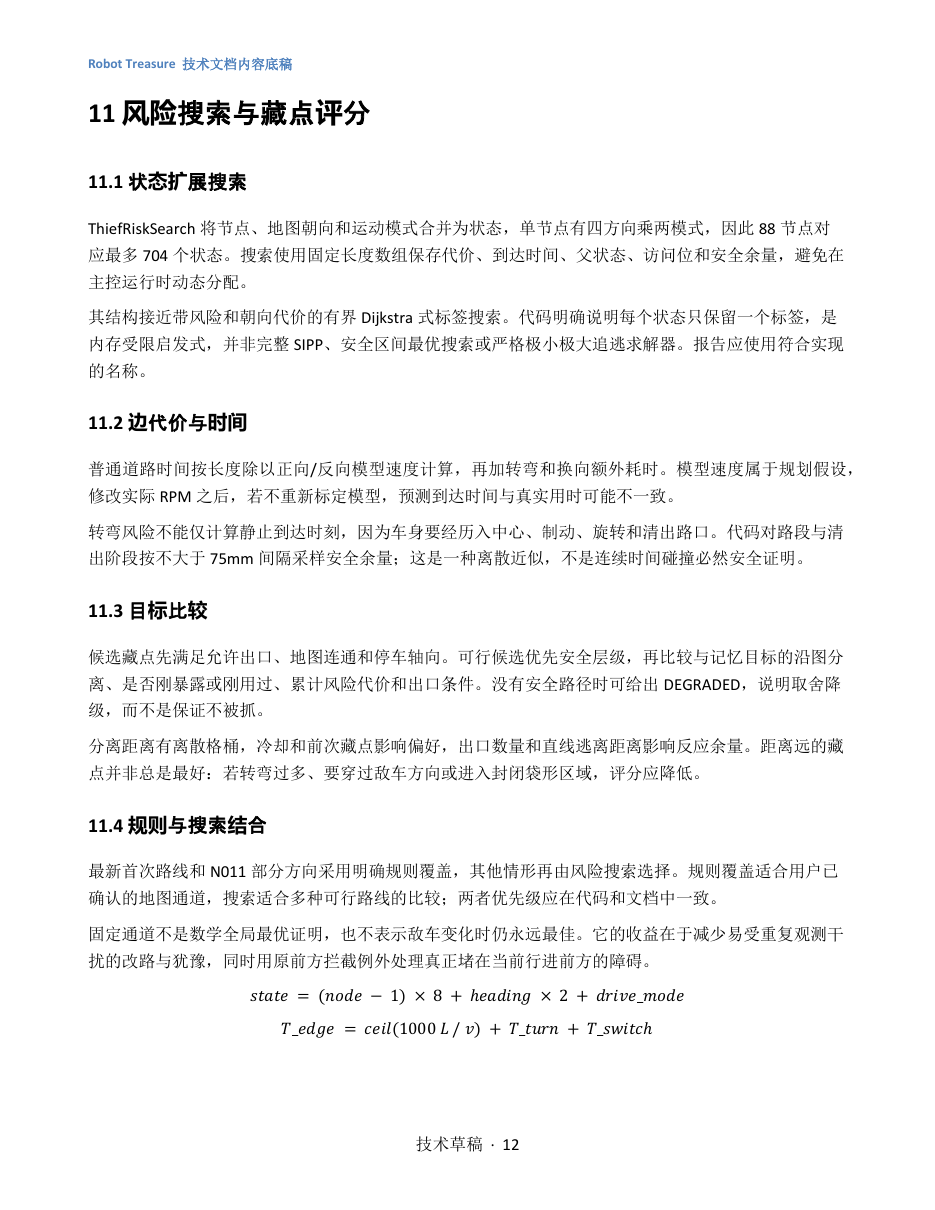 Robot Treasure 技术文档内容底稿
11 风险搜索与藏点评分
11.1 状态扩展搜索
ThiefRiskSearch 将节点、地图朝向和运动模式合并为状态，单节点有四方向乘两模式，因此 88 节点对
应最多 704 个状态。搜索使用固定长度数组保存代价、到达时间、父状态、访问位和安全余量，避免在
主控运行时动态分配。
其结构接近带风险和朝向代价的有界 Dijkstra 式标签搜索。代码明确说明每个状态只保留一个标签，是
内存受限启发式，并非完整 SIPP、安全区间最优搜索或严格极小极大追逃求解器。报告应使用符合实现
的名称。
11.2 边代价与时间
普通道路时间按长度除以正向/反向模型速度计算，再加转弯和换向额外耗时。模型速度属于规划假设，
修改实际 RPM 之后，若不重新标定模型，预测到达时间与真实用时可能不一致。
转弯风险不能仅计算静止到达时刻，因为车身要经历入中心、制动、旋转和清出路口。代码对路段与清
出阶段按不大于 75mm 间隔采样安全余量；这是一种离散近似，不是连续时间碰撞必然安全证明。
11.3 目标比较
候选藏点先满足允许出口、地图连通和停车轴向。可行候选优先安全层级，再比较与记忆目标的沿图分
离、是否刚暴露或刚用过、累计风险代价和出口条件。没有安全路径时可给出 DEGRADED，说明取舍降
级，而不是保证不被抓。
分离距离有离散格桶，冷却和前次藏点影响偏好，出口数量和直线逃离距离影响反应余量。距离远的藏
点并非总是最好：若转弯过多、要穿过敌车方向或进入封闭袋形区域，评分应降低。
11.4 规则与搜索结合
最新首次路线和 N011 部分方向采用明确规则覆盖，其他情形再由风险搜索选择。规则覆盖适合用户已
确认的地图通道，搜索适合多种可行路线的比较；两者优先级应在代码和文档中一致。
固定通道不是数学全局最优证明，也不表示敌车变化时仍永远最佳。它的收益在于减少易受重复观测干
扰的改路与犹豫，同时用原前方拦截例外处理真正堵在当前行进前方的障碍。
state = (node − 1) × 8 + heading × 2 + drive_mode
T_edge = ceil(1000 L / v) + T_turn + T_switch
技术草稿 · 12